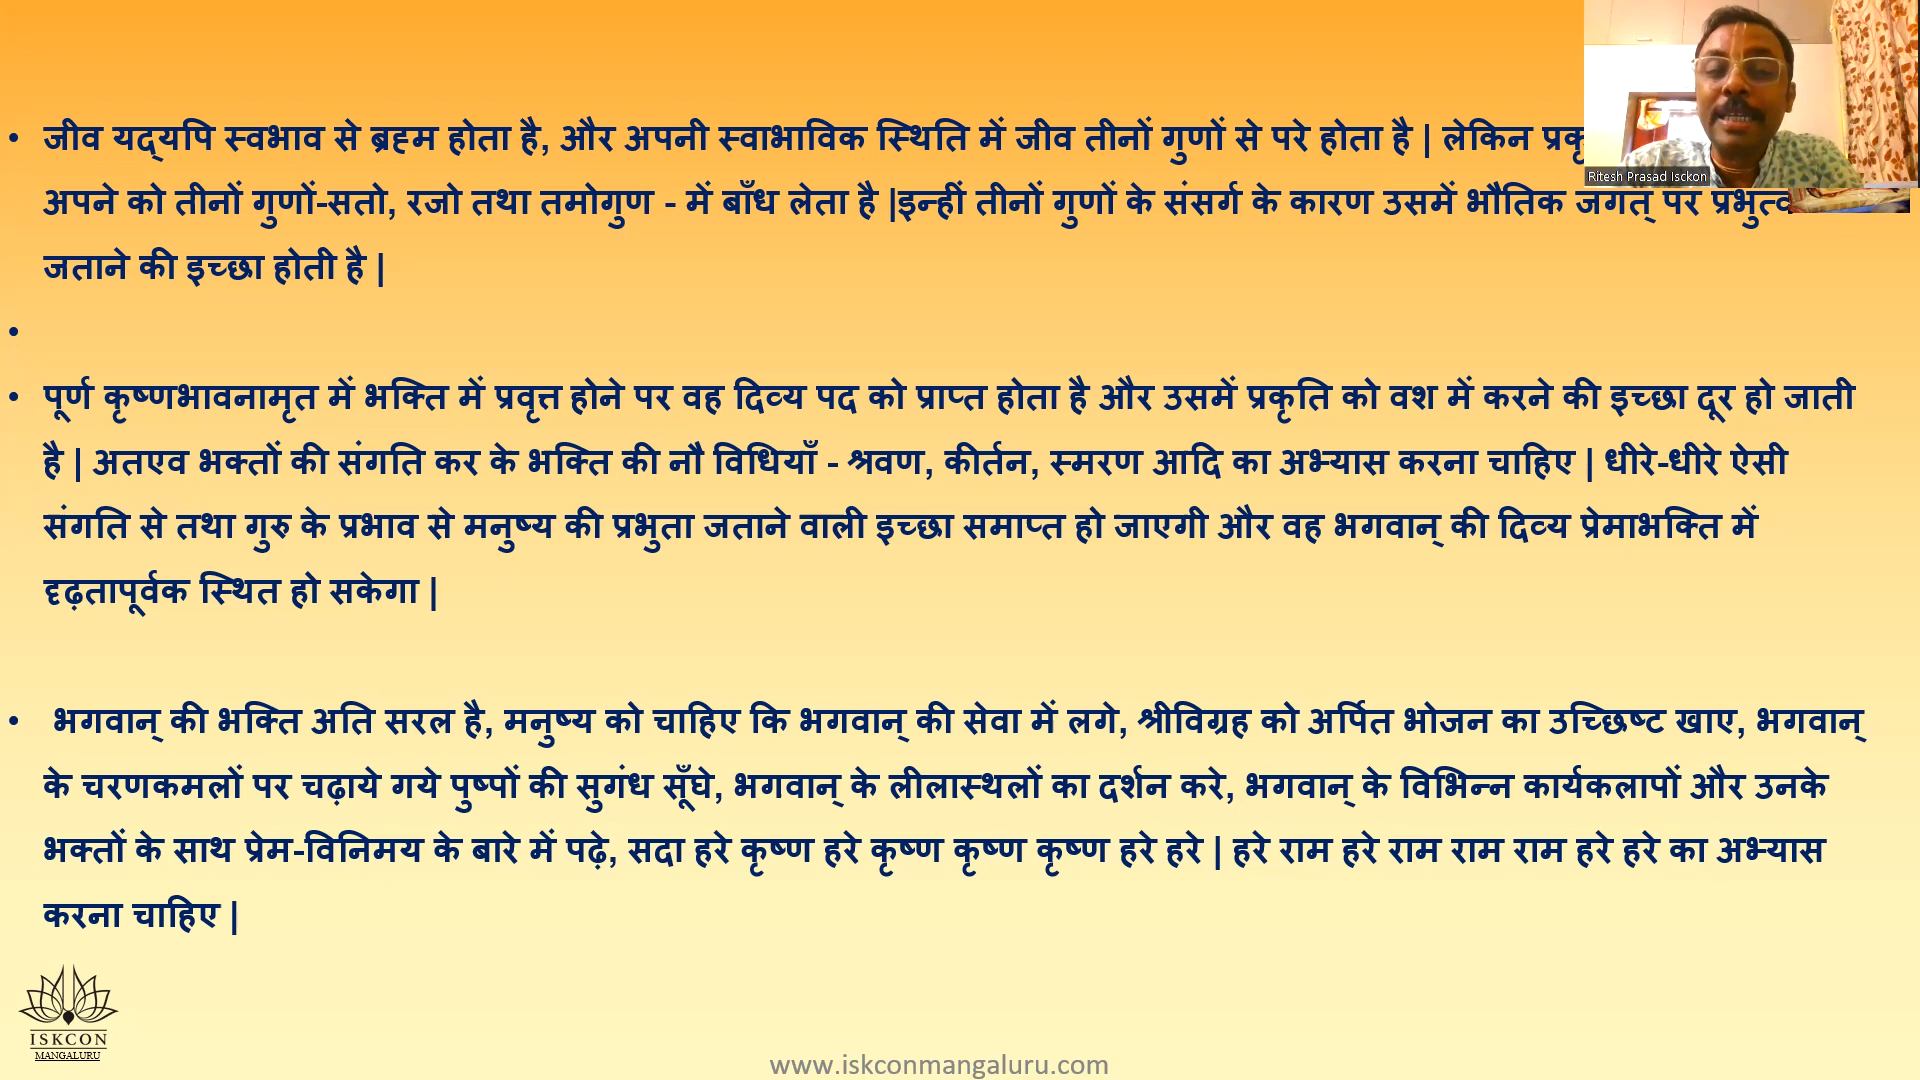 जीव यद्यपि स्वभाव से ब्रह्म होता है, और अपनी स्वाभाविक स्थिति में जीव तीनों गुणों से परे होता है | लेकिन
अपने को तीनों गुणों-सतो, रजो तथा तमोगुण - में बाँध लेता है |इन्हीं तीनों गुणों के संसर्ग के कारण उसमें भौतिक जगत् पर
जताने की इच्छा होती है |
पूर्ण कृष्णभावनामृत में भक्ति में प्रवृत्त होने पर वह दिव्य पद को प्राप्त होता है और उसमें प्रकृति को वश में करने की इच्छा दूर हो जाती
है | अतएव भक्तों की संगति कर के भक्ति की नौ विधियाँ - श्रवण, कीर्तन, स्मरण आदि का अभ्यास करना चाहिए | धीरे-धीरे ऐसी
संगति से तथा गुरु के प्रभाव से मनुष्य की प्रभुता जताने वाली इच्छा समाप्त हो जाएगी और वह भगवान् की दिव्य प्रेमाभक्ति में
दृढ़तापूर्वक स्थित हो सकेगा |
भगवान् की भक्ति अति सरल है, मनुष्य को चाहिए कि भगवान् की सेवा में लगे, श्रीविग्रह को अर्पित भोजन का उच्छिष्ट खाए, भगवान्
के चरणकमलों पर चढ़ाये गये पुष्पों की सुगंध सूँघे, भगवान् के लीलास्थलों का दर्शन करे, भगवान् के विभिन्न कार्यकलापों और उनके
भक्तों के साथ प्रेम-विनिमय के बारे में पढ़े, सदा हरे कृष्ण हरे कृष्ण कृष्ण कृष्ण हरे हरे | हरे राम हरे राम राम राम हरे हरे का अभ्यास
करना चाहिए |
Ritesh Prasad Isckon
ISKCON
MANGALURU
www.iskconmangaluru.com